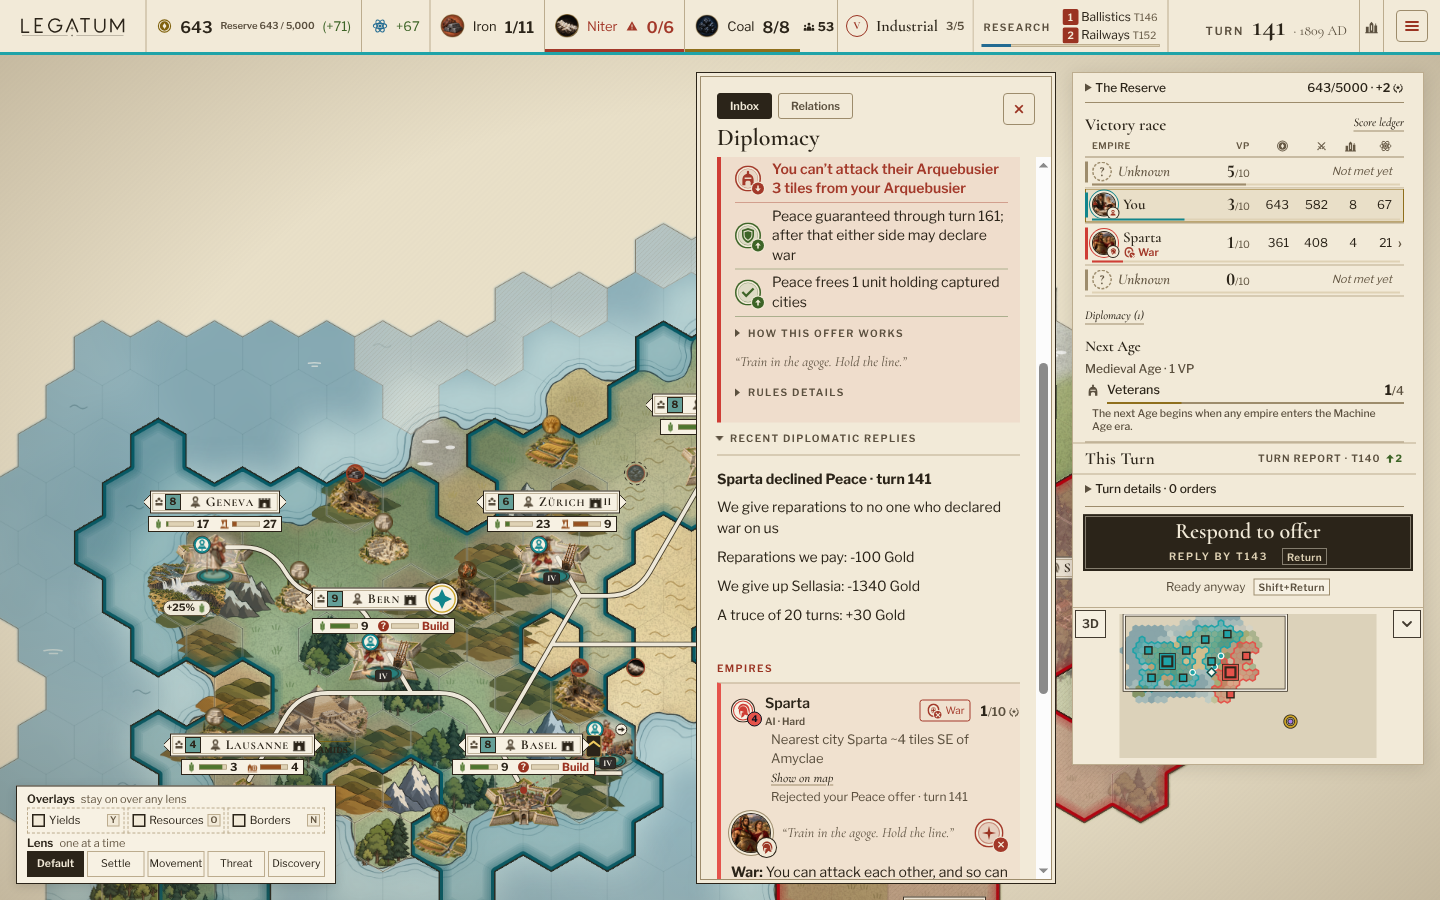 LEGATUM
643 Reserve 643 / 5,000 (+71)
+67
Iron 1/11
Niter 0/6
Coal 8/8
53
V Industrial 3/5
RESEARCH
1 Ballistics T146
2 Railways T152
TURN 141 · 1809 AD
Inbox
Relations
Diplomacy
You can't attack their Arquebusier
3 tiles from your Arquebusier
Peace guaranteed through turn 161;
after that either side may declare
war
Peace frees 1 unit holding captured
cities
HOW THIS OFFER WORKS
“Train in the agoge. Hold the line.”
RULES DETAILS
RECENT DIPLOMATIC REPLIES
Sparta declined Peace · turn 141
We give reparations to no one who declared
war on us
Reparations we pay: -100 Gold
We give up Sellasia: -1340 Gold
A truce of 20 turns: +30 Gold
EMPIRES
Sparta
4
AI · Hard
War
1/10
Nearest city Sparta ~4 tiles SE of
Amyclae
Show on map
Rejected your Peace offer · turn 141
“Train in the agoge. Hold the line.”
War: You can attack each other, and so can
The Reserve 643/5000 · +2
Victory race
Score ledger
EMPIRE VP
? Unknown 5/10 Not met yet
You 3/10 643 582 8 67
Sparta 1/10 361 408 4 21 ›
War
? Unknown 0/10 Not met yet
Diplomacy (1)
Next Age
Medieval Age · 1 VP
Veterans 1/4
The next Age begins when any empire enters the Machine
Age era.
This Turn
TURN REPORT · T140 2
Turn details · 0 orders
Respond to offer
REPLY BY T143 Return
Ready anyway Shift+Return
3D
8
8 GENEVA
17 27
6 ZÜRICH II
23 9
IV
9 BERN
9 ? Build
IV
+25%
4 LAUSANNE
3 4
8 BASEL
9 ? Build
IV
S
Overlays stay on over any lens
Yields Y
Resources O
Borders N
Lens one at a time
Default
Settle
Movement
Threat
Discovery